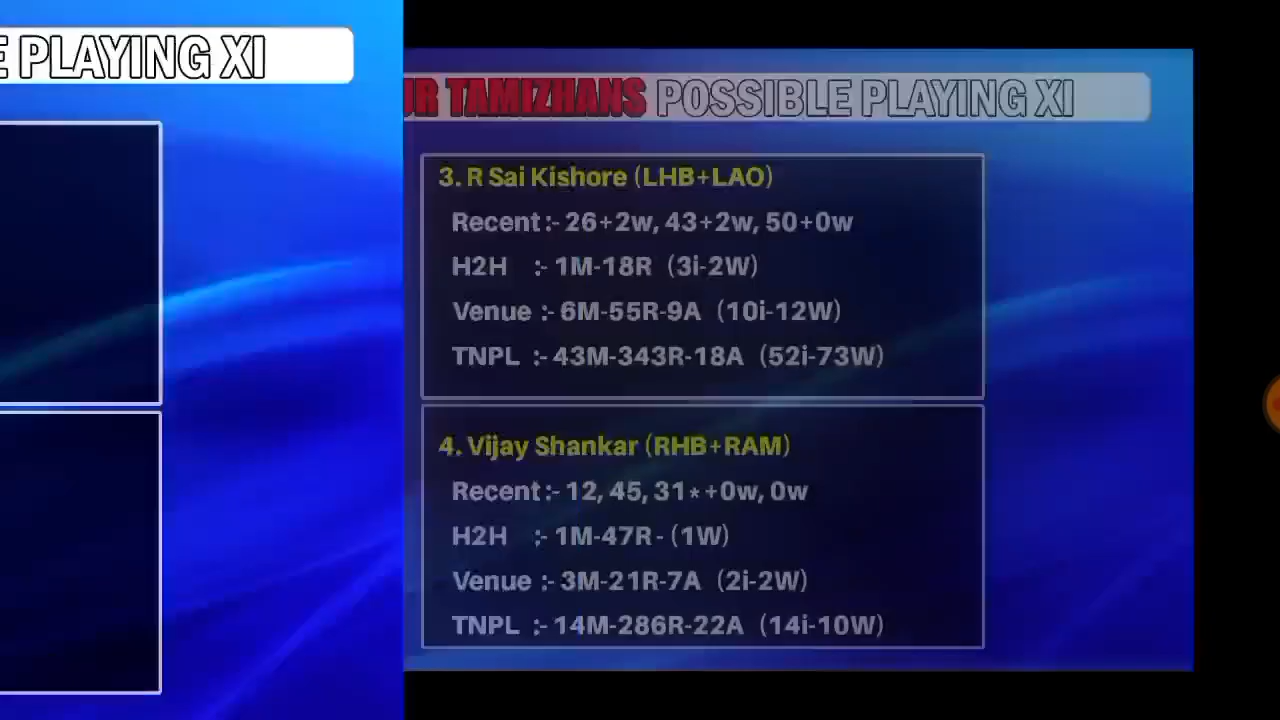 E PLAYING XI
UR TAMIZHANS POSSIBLE PLAYING XI
3. R Sai Kishore (LHB+LAO)
Recent :- 26+2w, 43+2w, 50+0w
H2H :- 1M-18R (3i-2W)
Venue :- 6M-55R-9A (10i-12W)
TNPL :- 43M-343R-18A (52i-73W)
4. Vijay Shankar (RHB+RAM)
Recent :- 12, 45, 31*+0w, 0w
H2H :- 1M-47R- (1W)
Venue :- 3M-21R-7A (2i-2W)
TNPL :- 14M-286R-22A (14i-10W)